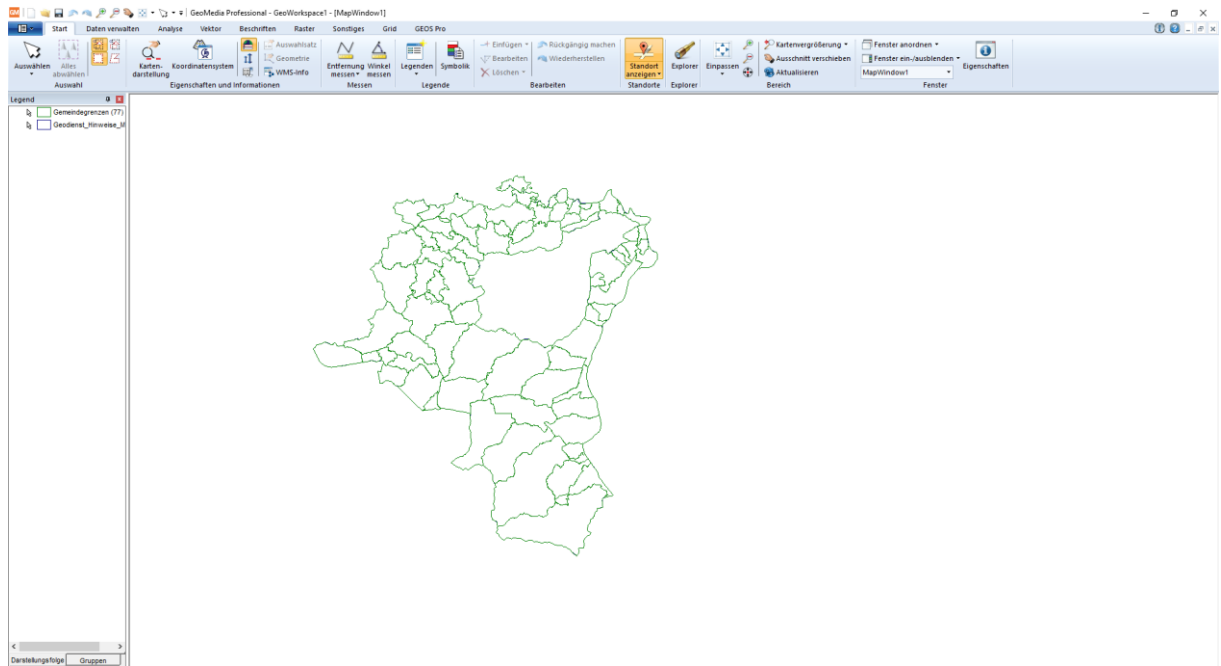 GM GeoMedia Professional - GeoWorkspace1 - [MapWindow1]
Start Daten verwalten Analyse Vektor Beschriften Raster Sonstiges Grid GEOS Pro
Auswählen
Alles abwählen
Auswahl
Karten-darstellung
Koordinatensystem
Auswahlsatz
Geometrie
WMS-Info
Eigenschaften und Informationen
Entfernung messen
Winkel messen
Messen
Legenden
Symbolik
Legende
Einfügen
Bearbeiten
Löschen
Rückgängig machen
Wiederherstellen
Bearbeiten
Standort anzeigen
Standorte
Explorer
Explorer
Einpassen
Kartenvergrößerung
Ausschnitt verschieben
Aktualisieren
Bereich
Fenster anordnen
Fenster ein-/ausblenden
MapWindow1
Eigenschaften
Fenster
Legend
Gemeindegrenzen (77)
Geodienst_Hinweise_
Darstellungsfolge Gruppen